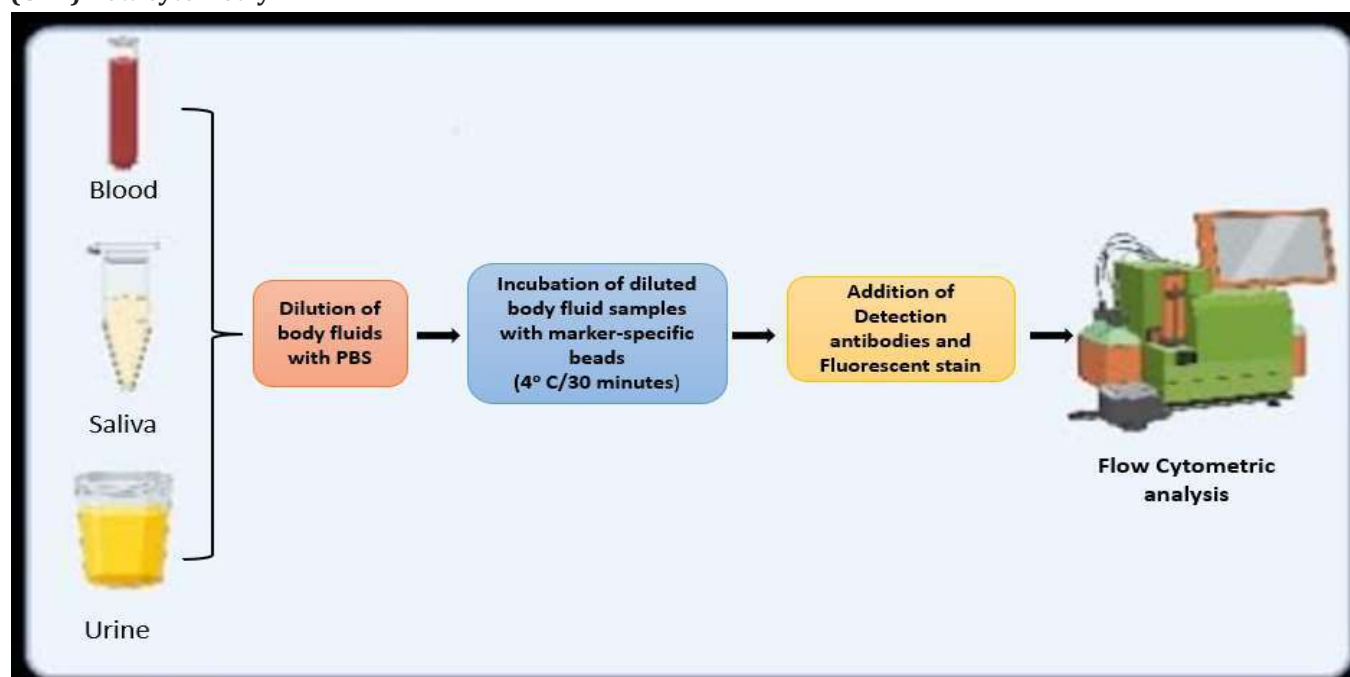 Blood
Saliva
Urine
Dilution of
body fluids
with PBS
Incubation of diluted
body fluid samples
with marker-specific
beads
(4° C/30 minutes)
Addition of
Detection
antibodies and
Fluorescent stain
Flow Cytometric
analysis